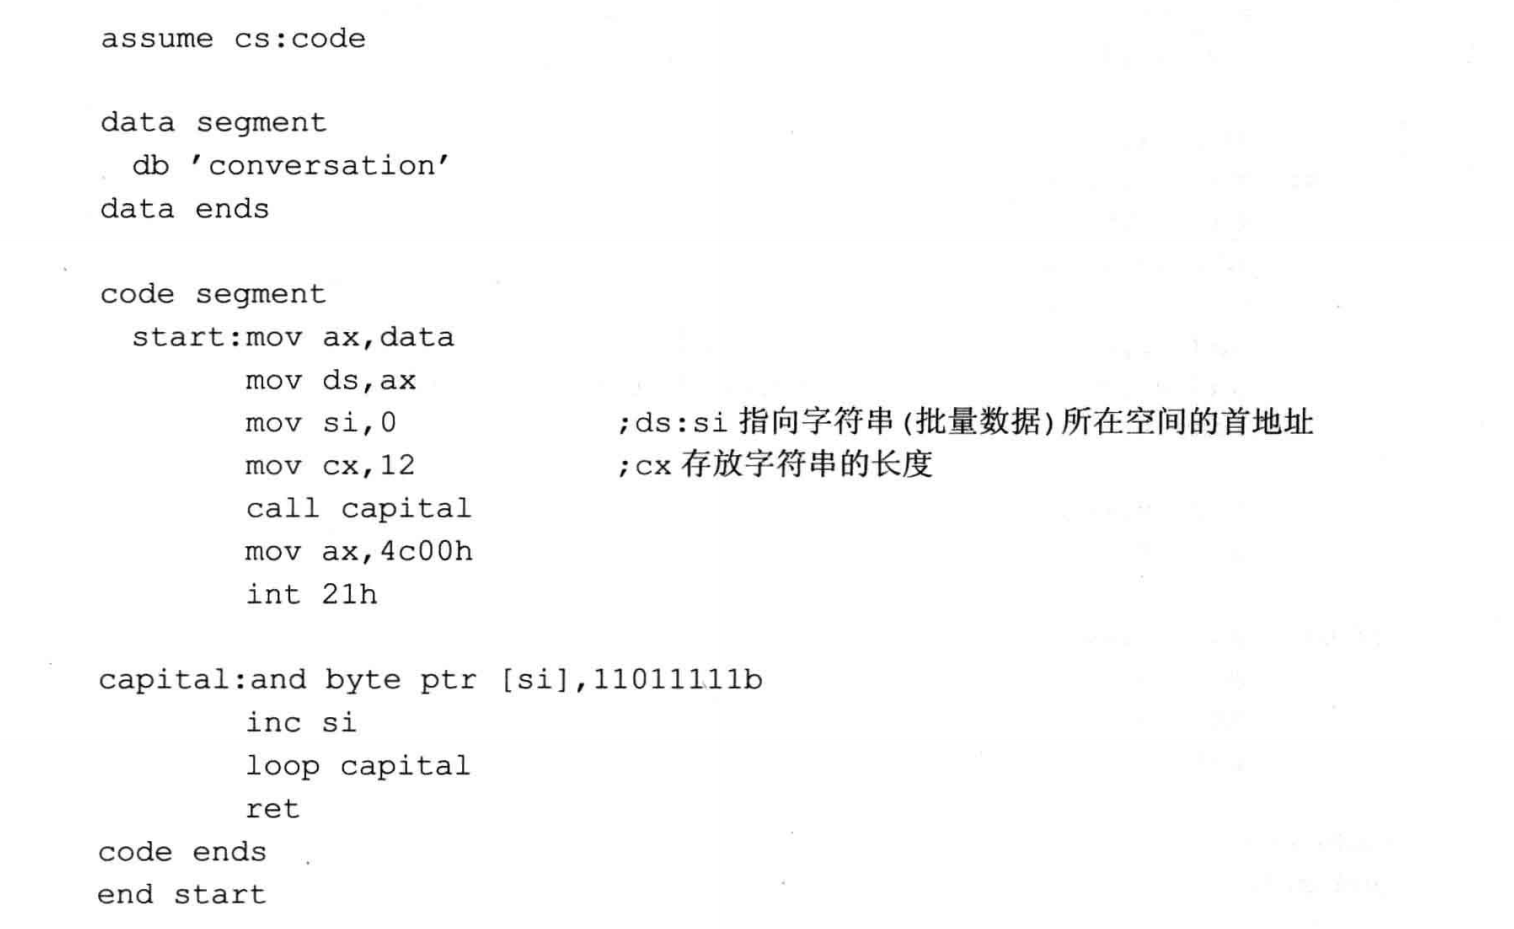 assume cs:code
data segment
db 'conversation'
data ends
code segment
start:mov ax,data
mov ds,ax
mov si,0 ;ds:si 指向字符串(批量数据)所在空间的首地址
mov cx,12 ;cx 存放字符串的长度
call capital
mov ax,4c00h
int 21h
capital:and byte ptr [si],11011111b
inc si
loop capital
ret
code ends
end start